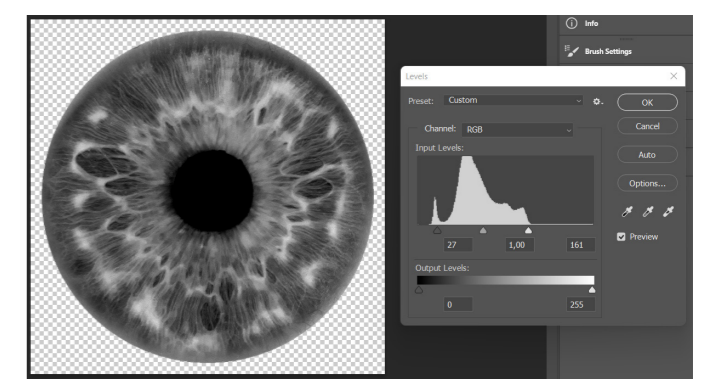 Info
Brush Settings
Levels
Preset: Custom
OK
Channel: RGB
Cancel
Input Levels:
Auto
Options...
27 1,00 161
Preview
Output Levels:
0 255